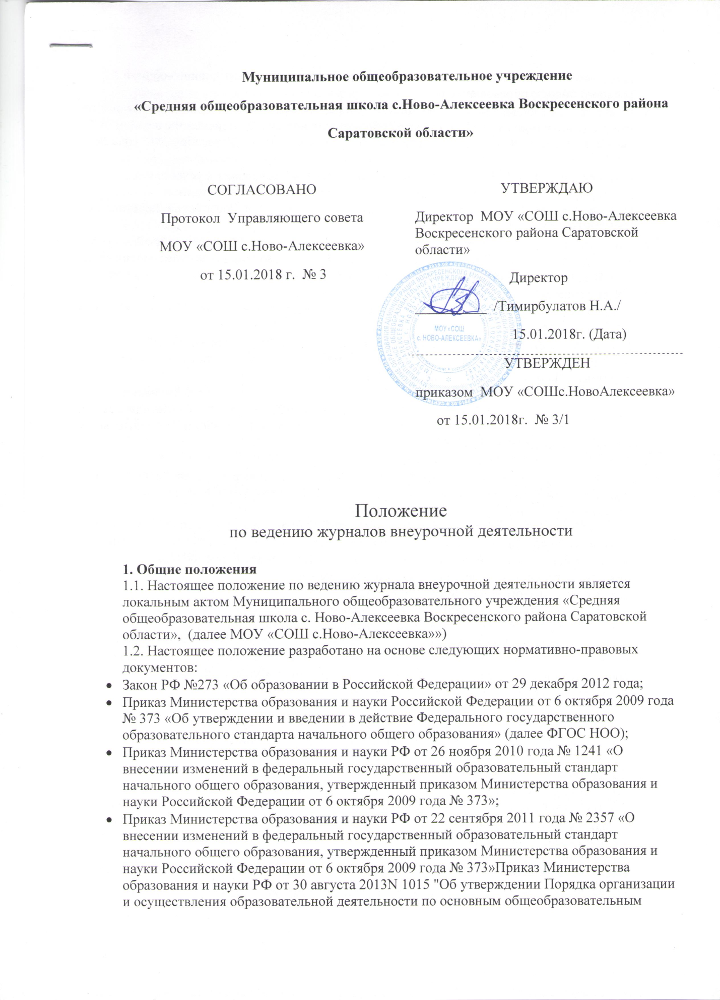 Муниципальное общеобразовательное учреждение
«Средняя общеобразовательная школа с.Ново-Алексеевка Воскресенского района
Саратовской области»
СОГЛАСОВАНО
Протокол Управляющего совета
МОУ «СОШ с.Ново-Алексеевка»
от 15.01.2018 г. № 3
УТВЕРЖДАЮ
Директор МОУ «СОШ с.Ново-Алексеевка
Воскресенского района Саратовской
области»
Директор
/Тимирбулатов Н.А./
15.01.2018г. (Дата)
УТВЕРЖДЕН
приказом МОУ «СОШс.НовоАлексеевка»
от 15.01.2018г. № 3/1
МОУ «СОШ
с. НОВО-АЛЕКСЕЕВКА»
Положение
по ведению журналов внеурочной деятельности
1. Общие положения
1.1. Настоящее положение по ведению журнала внеурочной деятельности является
локальным актом Муниципального общеобразовательного учреждения «Средняя
общеобразовательная школа с. Ново-Алексеевка Воскресенского района Саратовской
области», (далее МОУ «СОШ с.Ново-Алексеевка»»)
1.2. Настоящее положение разработано на основе следующих нормативно-правовых
документов:
• Закон РФ №273 «Об образовании в Российской Федерации» от 29 декабря 2012 года;
• Приказ Министерства образования и науки Российской Федерации от 6 октября 2009 года
№ 373 «Об утверждении и введении в действие Федерального государственного
образовательного стандарта начального общего образования» (далее ФГОС НОО);
• Приказ Министерства образования и науки РФ от 26 ноября 2010 года № 1241 «О
внесении изменений в федеральный государственный образовательный стандарт
начального общего образования, утвержденный приказом Министерства образования и
науки Российской Федерации от 6 октября 2009 года № 373»;
• Приказ Министерства образования и науки РФ от 22 сентября 2011 года № 2357 «О
внесении изменений в федеральный государственный образовательный стандарт
начального общего образования, утвержденный приказом Министерства образования и
науки Российской Федерации от 6 октября 2009 года № 373»Приказ Министерства
образования и науки РФ от 30 августа 2013N 1015 "Об утверждении Порядка организации
и осуществления образовательной деятельности по основным общеобразовательным